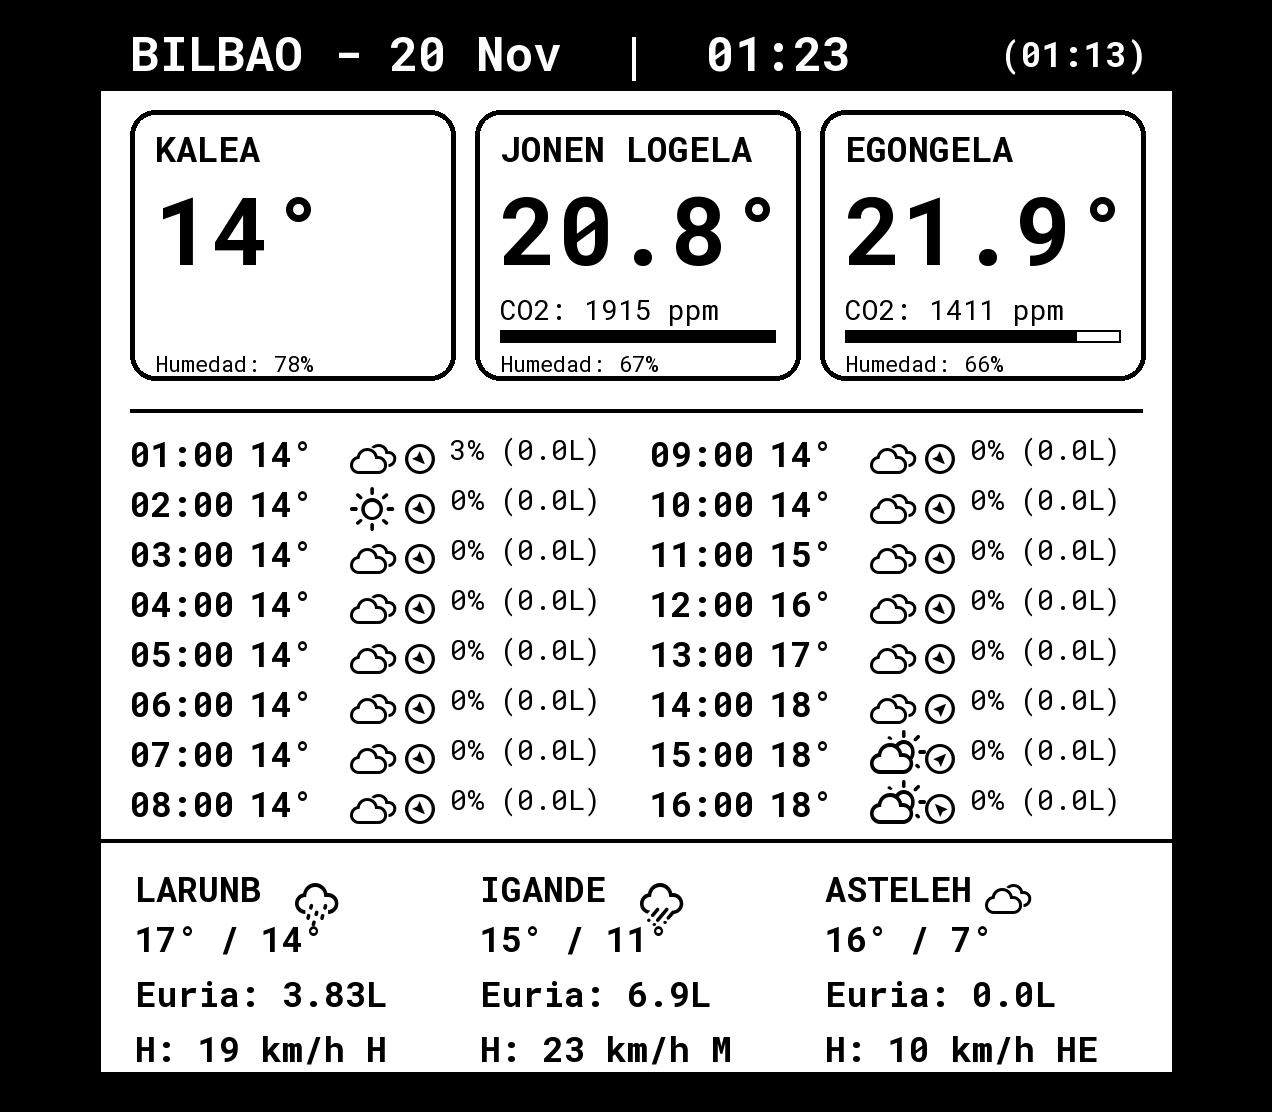 BILBAO - 20 Nov | 01:23 (01:13)
KALEA
14°
Humedad: 78%
JONEN LOGELA
20.8°
CO2: 1915 ppm
Humedad: 67%
EGONGELA
21.9°
CO2: 1411 ppm
Humedad: 66%
01:00 14° 3% (0.0L)
02:00 14° 0% (0.0L)
03:00 14° 0% (0.0L)
04:00 14° 0% (0.0L)
05:00 14° 0% (0.0L)
06:00 14° 0% (0.0L)
07:00 14° 0% (0.0L)
08:00 14° 0% (0.0L)
09:00 14° 0% (0.0L)
10:00 14° 0% (0.0L)
11:00 15° 0% (0.0L)
12:00 16° 0% (0.0L)
13:00 17° 0% (0.0L)
14:00 18° 0% (0.0L)
15:00 18° 0% (0.0L)
16:00 18° 0% (0.0L)
LARUNB
17° / 14°
Euria: 3.83L
H: 19 km/h H
IGANDE
15° / 11°
Euria: 6.9L
H: 23 km/h M
ASTELEH
16° / 7°
Euria: 0.0L
H: 10 km/h HE